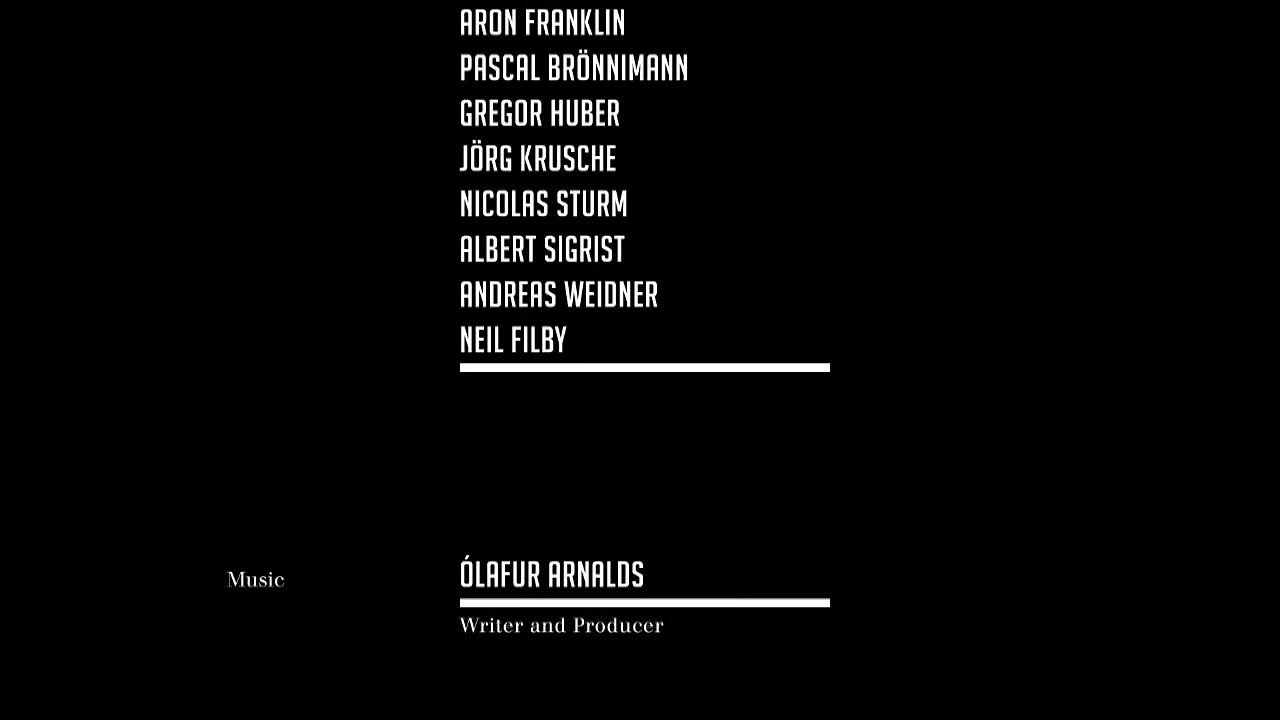 ARON FRANKLIN
PASCAL BRÖNNIMANN
GREGOR HUBER
JÖRG KRUSCHE
NICOLAS STURM
ALBERT SIGRIST
ANDREAS WEIDNER
NEIL FILBY
Music
ÓLAFUR ARNALDS
Writer and Producer